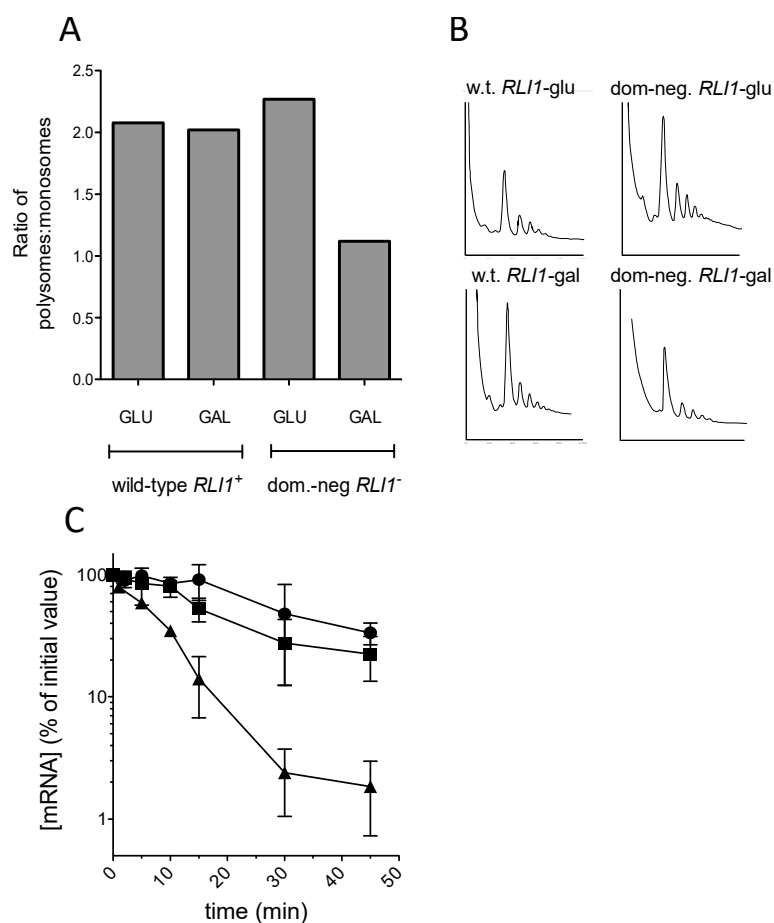 A
Ratio of
polysomes:monosomes
2.5
2.0
1.5
1.0
0.5
0.0
GLU GAL GLU GAL
wild-type RLI1+ dom.-neg RLI1-
B
w.t. RLI1-glu dom-neg. RLI1-glu
w.t. RLI1-gal dom-neg. RLI1-gal
C
[mRNA] (% of initial value)
100
10
1
0 10 20 30 40 50
time (min)